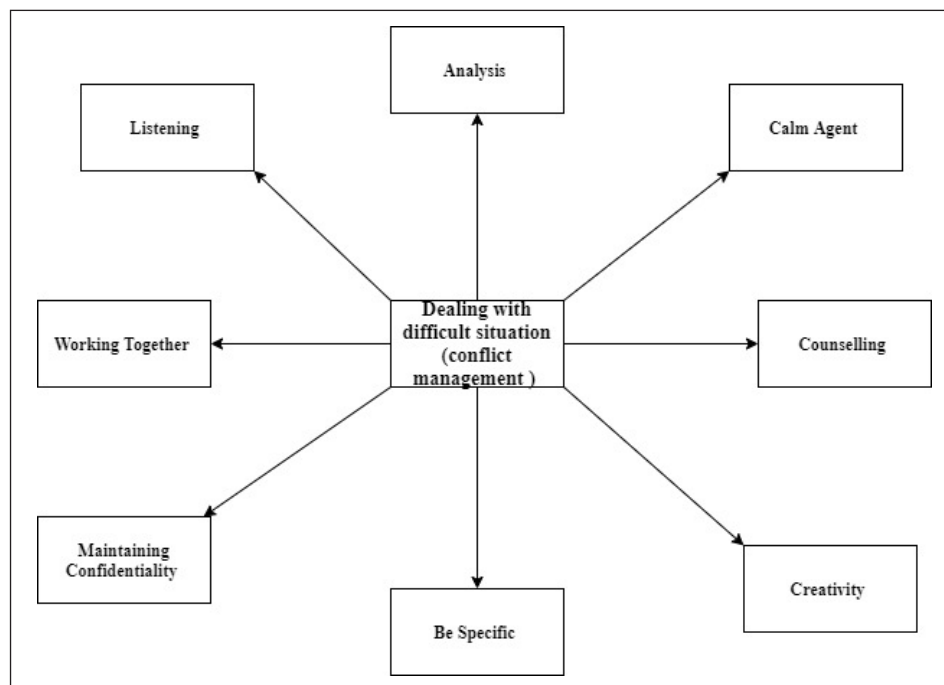 Analysis
Listening
Calm Agent
Dealing with
difficult situation
(conflict
management )
Working Together
Counselling
Maintaining
Confidentiality
Creativity
Be Specific